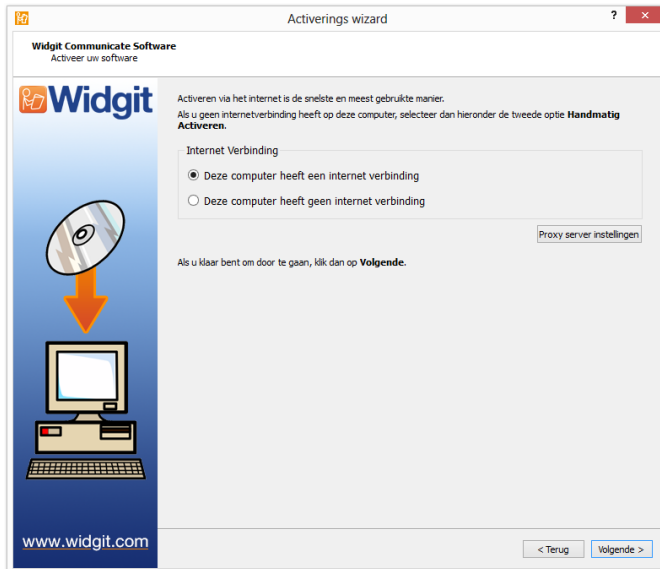 Activerings wizard
?
Widgit Communicate Software
Activeer uw software
Widgit
Activeren via het internet is de snelste en meest gebruikte manier.
Als u geen internetverbinding heeft op deze computer, selecteer dan hieronder de tweede optie Handmatig
Activeren.
Internet Verbinding
Deze computer heeft een internet verbinding
Deze computer heeft geen internet verbinding
Proxy server instellingen
Als u klaar bent om door te gaan, klik dan op Volgende.
www.widgit.com
< Terug
Volgende >